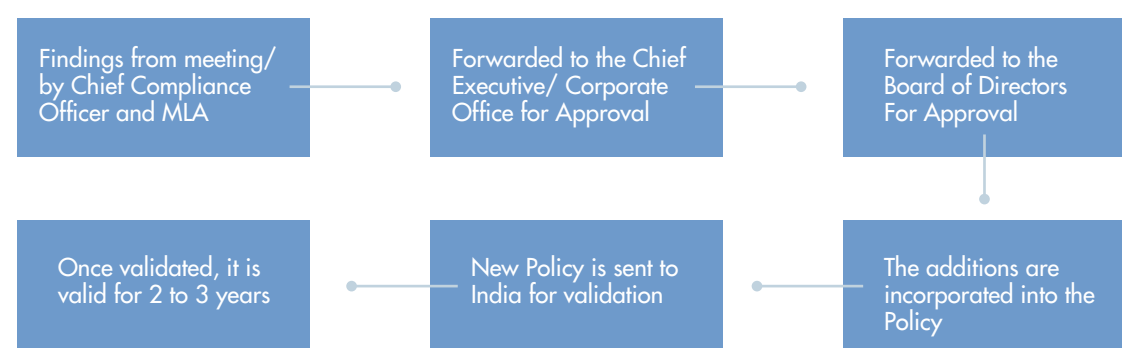 Findings from meeting/
by Chief Compliance
Officer and MLA
Forwarded to the Chief
Executive/ Corporate
Office for Approval
Forwarded to the
Board of Directors
For Approval
The additions are
incorporated into the
Policy
New Policy is sent to
India for validation
Once validated, it is
valid for 2 to 3 years